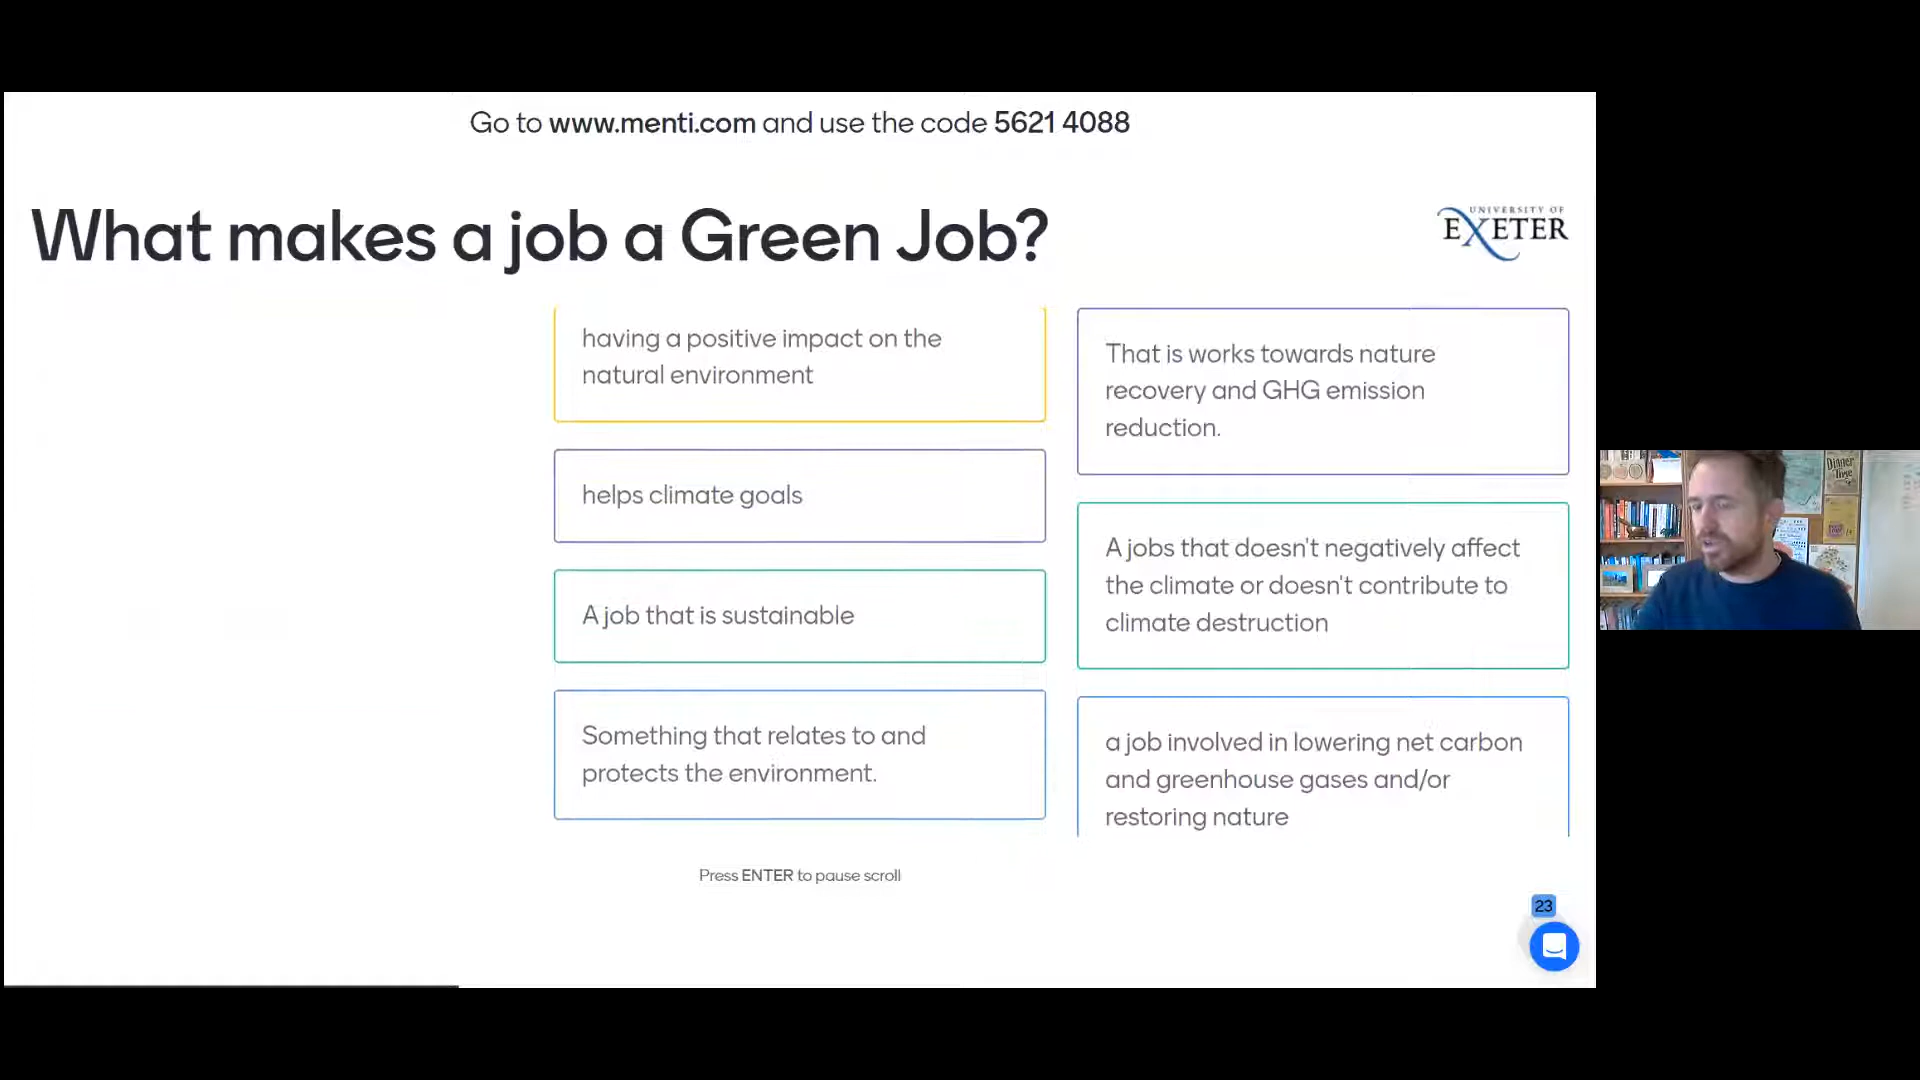 Go to www.menti.com and use the code 5621 4088
What makes a job a Green Job?
UNIVERSITY OF
EXETER
having a positive impact on the
natural environment
helps climate goals
A job that is sustainable
Something that relates to and
protects the environment.
That is works towards nature
recovery and GHG emission
reduction.
A jobs that doesn't negatively affect
the climate or doesn't contribute to
climate destruction
a job involved in lowering net carbon
and greenhouse gases and/or
restoring nature
Press ENTER to pause scroll
23
Dinner
Time